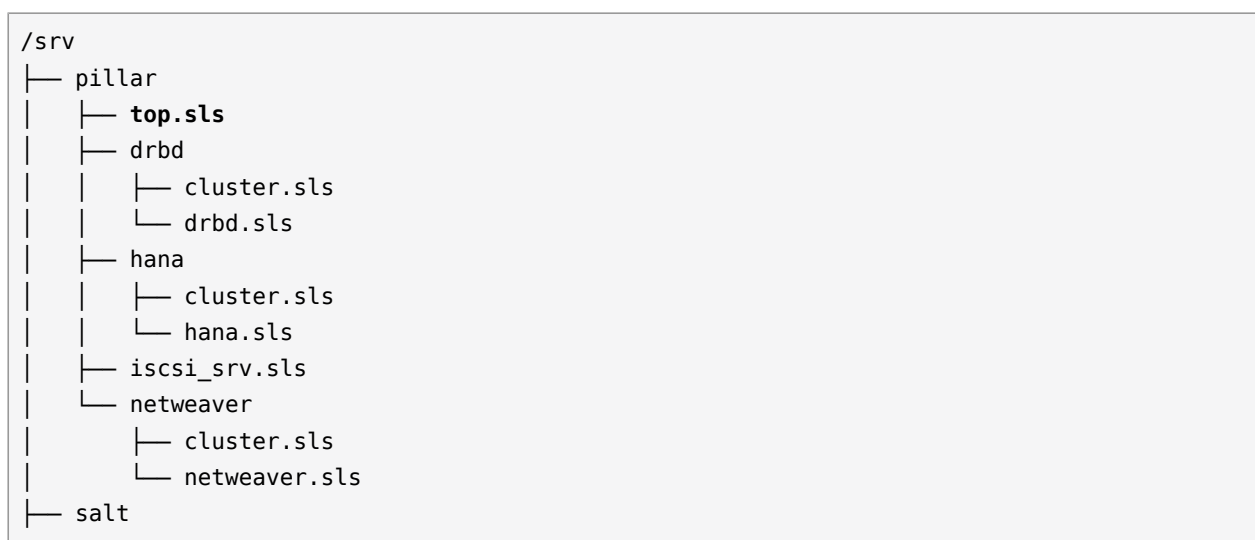 /srv
├── pillar
│   ├── top.sls
│   ├── drbd
│   │   ├── cluster.sls
│   │   └── drbd.sls
│   ├── hana
│   │   ├── cluster.sls
│   │   └── hana.sls
│   ├── iscsi_srv.sls
│   └── netweaver
│       ├── cluster.sls
│       └── netweaver.sls
├── salt